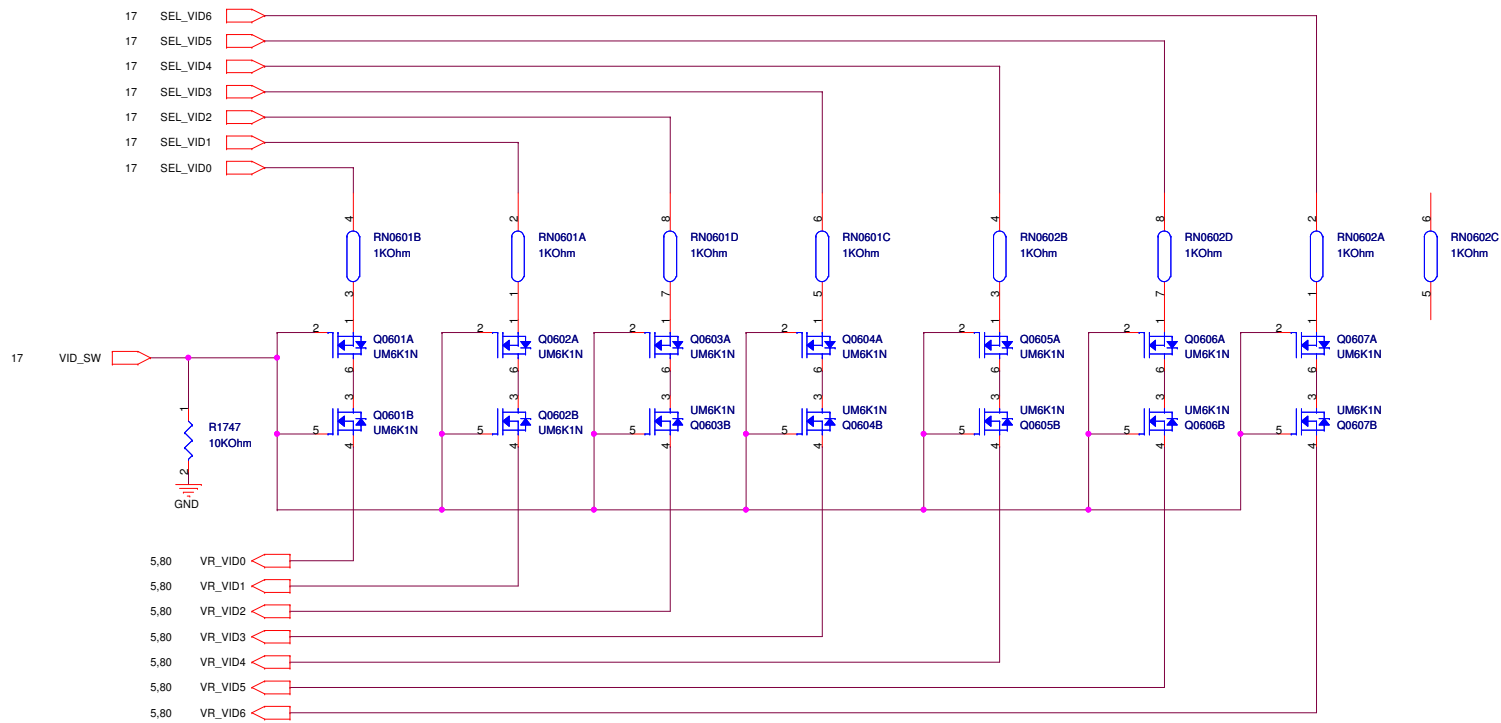 17 SEL_VID6
17 SEL_VID5
17 SEL_VID4
17 SEL_VID3
17 SEL_VID2
17 SEL_VID1
17 SEL_VID0
4 2 8 6 4 8 2 6
RN0601B RN0601A RN0601D RN0601C RN0602B RN0602D RN0602A RN0602C
1KOhm 1KOhm 1KOhm 1KOhm 1KOhm 1KOhm 1KOhm 1KOhm
3 1 7 5 3 7 1 5
1 1 1 1 1 1 1
2 2 2 2 2 2 2
Q0601A Q0602A Q0603A Q0604A Q0605A Q0606A Q0607A
UM6K1N UM6K1N UM6K1N UM6K1N UM6K1N UM6K1N UM6K1N
17 VID_SW
6 6 6 6 6 6 6
3 3 3 3 3 3 3
Q0601B Q0602B UM6K1N UM6K1N UM6K1N UM6K1N UM6K1N
UM6K1N UM6K1N Q0603B Q0604B Q0605B Q0606B Q0607B
5 5 5 5 5 5 5
4 4 4 4 4 4 4
1
R1747
10KOhm
2
GND
5,80 VR_VID0
5,80 VR_VID1
5,80 VR_VID2
5,80 VR_VID3
5,80 VR_VID4
5,80 VR_VID5
5,80 VR_VID6